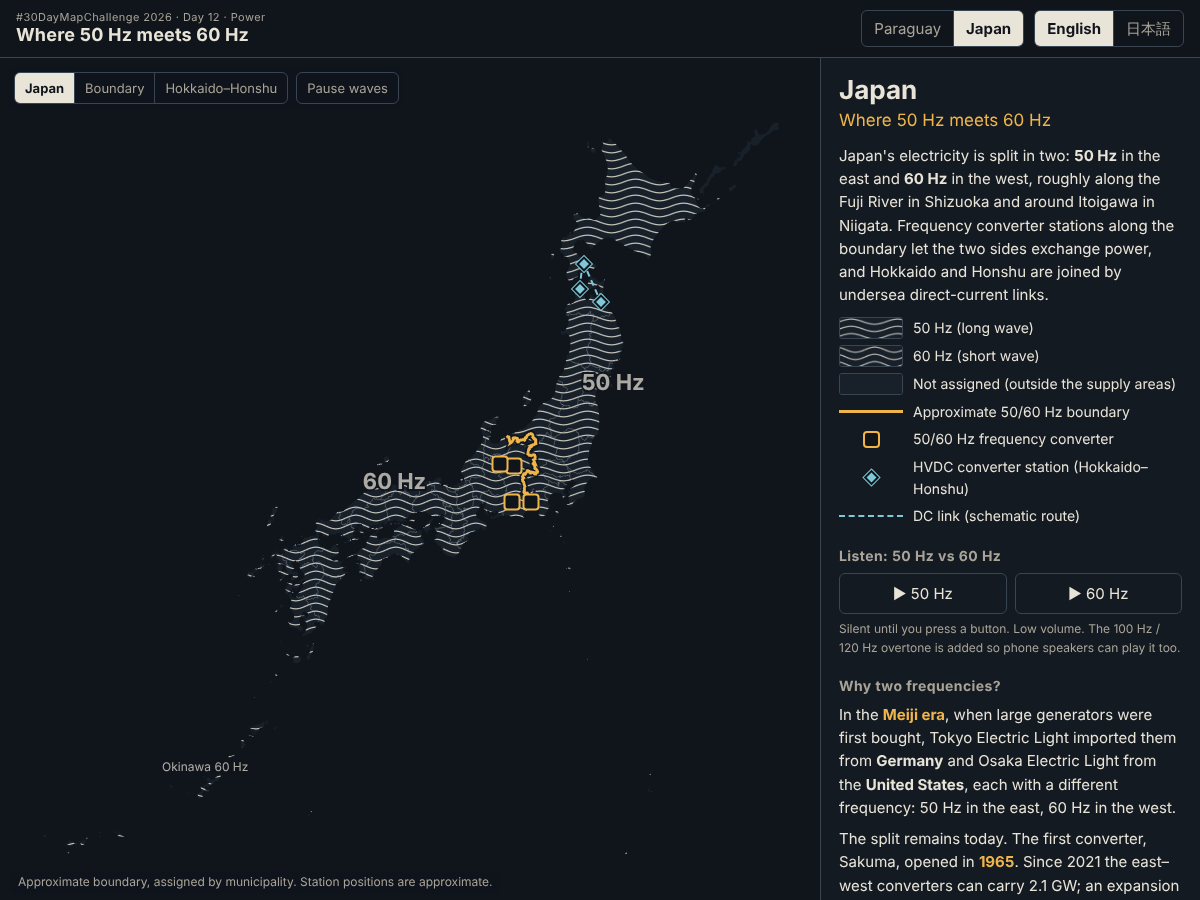 #30DayMapChallenge 2026 · Day 12 · Power
Where 50 Hz meets 60 Hz
Paraguay
Japan
English
日本語
Japan
Boundary
Hokkaido–Honshu
Pause waves
50 Hz
60 Hz
Okinawa 60 Hz
Approximate boundary, assigned by municipality. Station positions are approximate.
Japan
Where 50 Hz meets 60 Hz
Japan's electricity is split in two: 50 Hz in the
east and 60 Hz in the west, roughly along the
Fuji River in Shizuoka and around Itoigawa in
Niigata. Frequency converter stations along the
boundary let the two sides exchange power,
and Hokkaido and Honshu are joined by
undersea direct-current links.
50 Hz (long wave)
60 Hz (short wave)
Not assigned (outside the supply areas)
Approximate 50/60 Hz boundary
50/60 Hz frequency converter
HVDC converter station (Hokkaido–
Honshu)
DC link (schematic route)
Listen: 50 Hz vs 60 Hz
▶ 50 Hz
▶ 60 Hz
Silent until you press a button. Low volume. The 100 Hz /
120 Hz overtone is added so phone speakers can play it too.
Why two frequencies?
In the Meiji era, when large generators were
first bought, Tokyo Electric Light imported them
from Germany and Osaka Electric Light from
the United States, each with a different
frequency: 50 Hz in the east, 60 Hz in the west.
The split remains today. The first converter,
Sakuma, opened in 1965. Since 2021 the east–
west converters can carry 2.1 GW; an expansion